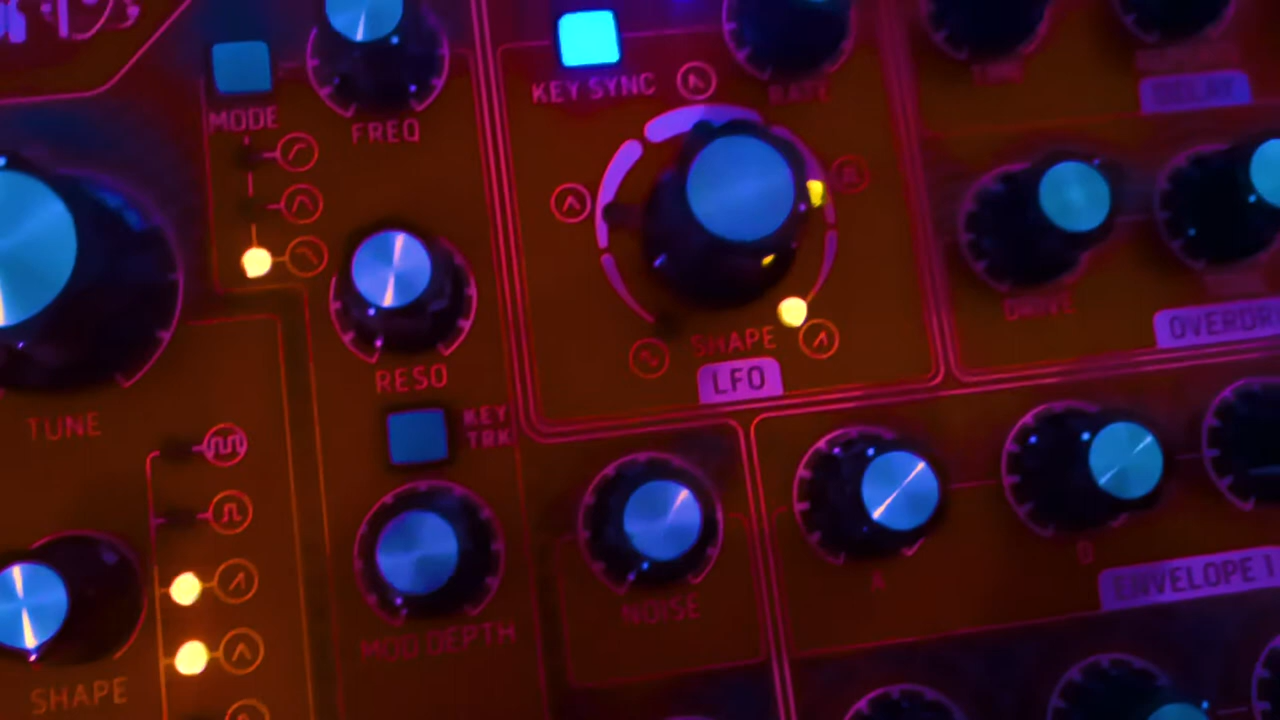 MODE
FREQ
KEY SYNC
RATE
DELAY
RESO
KEY
TRK
TUNE
SHAPE
LFO
DRIVE
OVERDR
MOD DEPTH
NOISE
A
D
ENVELOPE 1
SHAPE